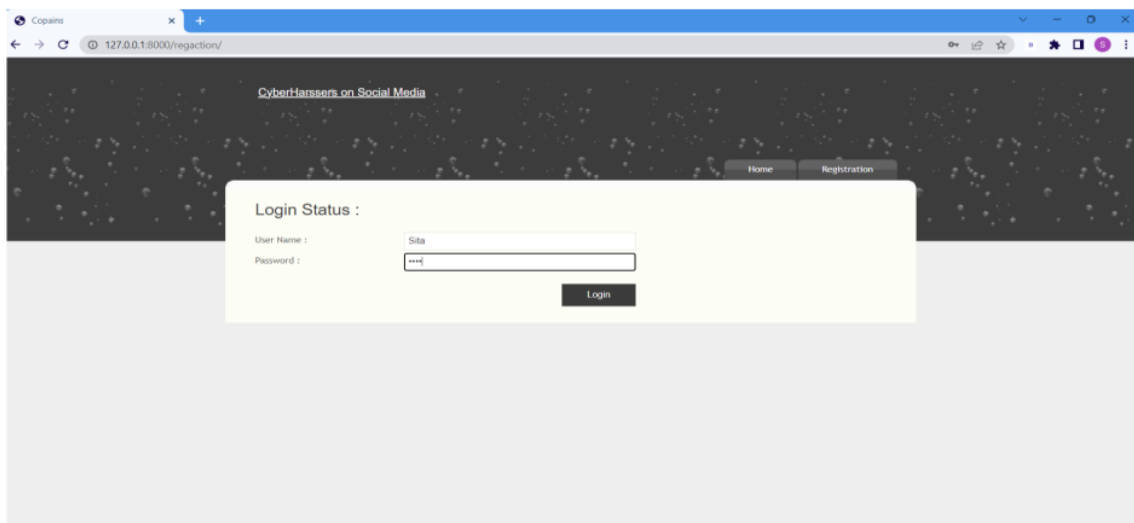 Copains
127.0.0.1:8000/regaction/
S
CyberHarssers on Social Media
Home Registration
Login Status :
User Name : Sita
Password : ••••
Login